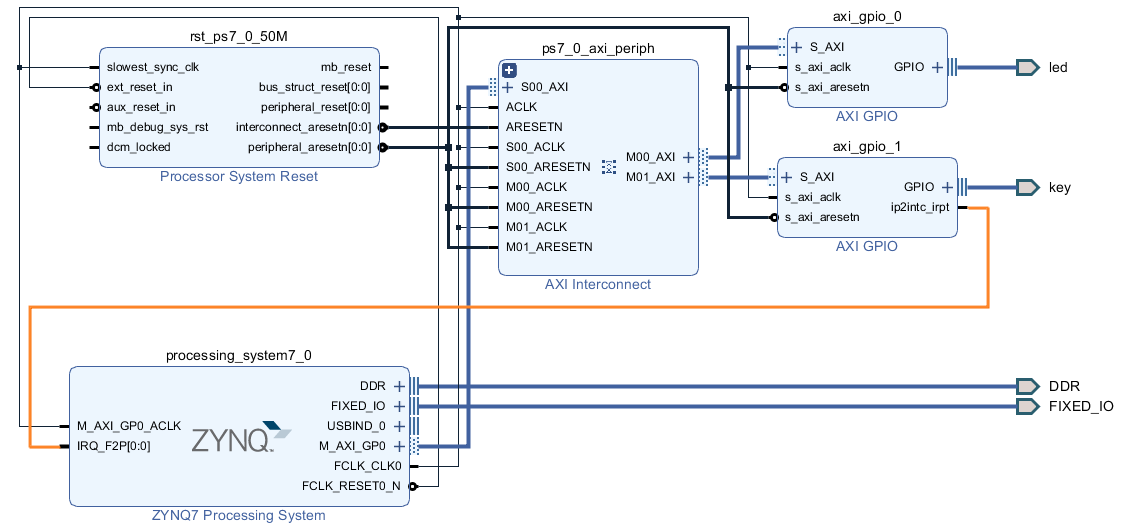 rst_ps7_0_50M
slowest_sync_clk
ext_reset_in
aux_reset_in
mb_debug_sys_rst
dcm_locked
mb_reset
bus_struct_reset[0:0]
peripheral_reset[0:0]
interconnect_aresetn[0:0]
peripheral_aresetn[0:0]
Processor System Reset
ps7_0_axi_periph
S00_AXI
ACLK
ARESETN
S00_ACLK
S00_ARESETN
M00_ACLK
M00_ARESETN
M01_ACLK
M01_ARESETN
M00_AXI
M01_AXI
AXI Interconnect
axi_gpio_0
S_AXI
s_axi_aclk
s_axi_aresetn
GPIO
AXI GPIO
led
axi_gpio_1
S_AXI
s_axi_aclk
s_axi_aresetn
GPIO
ip2intc_irpt
AXI GPIO
key
processing_system7_0
M_AXI_GP0_ACLK
IRQ_F2P[0:0]
ZYNQ
DDR
FIXED_IO
USBIND_0
M_AXI_GP0
FCLK_CLK0
FCLK_RESET0_N
ZYNQ7 Processing System
DDR
FIXED_IO